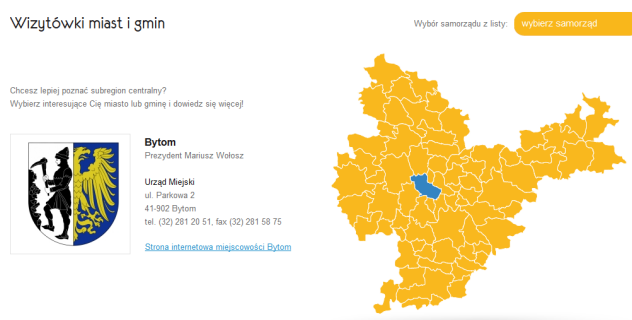 Wizytówki miast i gmin
Wybór samorządu z listy:
wybierz samorząd
Chcesz lepiej poznać subregion centralny?
Wybierz interesujące Cię miasto lub gminę i dowiedz się więcej!
Bytom
Prezydent Mariusz Wołosz
Urząd Miejski
ul. Parkowa 2
41-902 Bytom
tel. (32) 281 20 51, fax (32) 281 58 75
Strona internetowa miejscowości Bytom